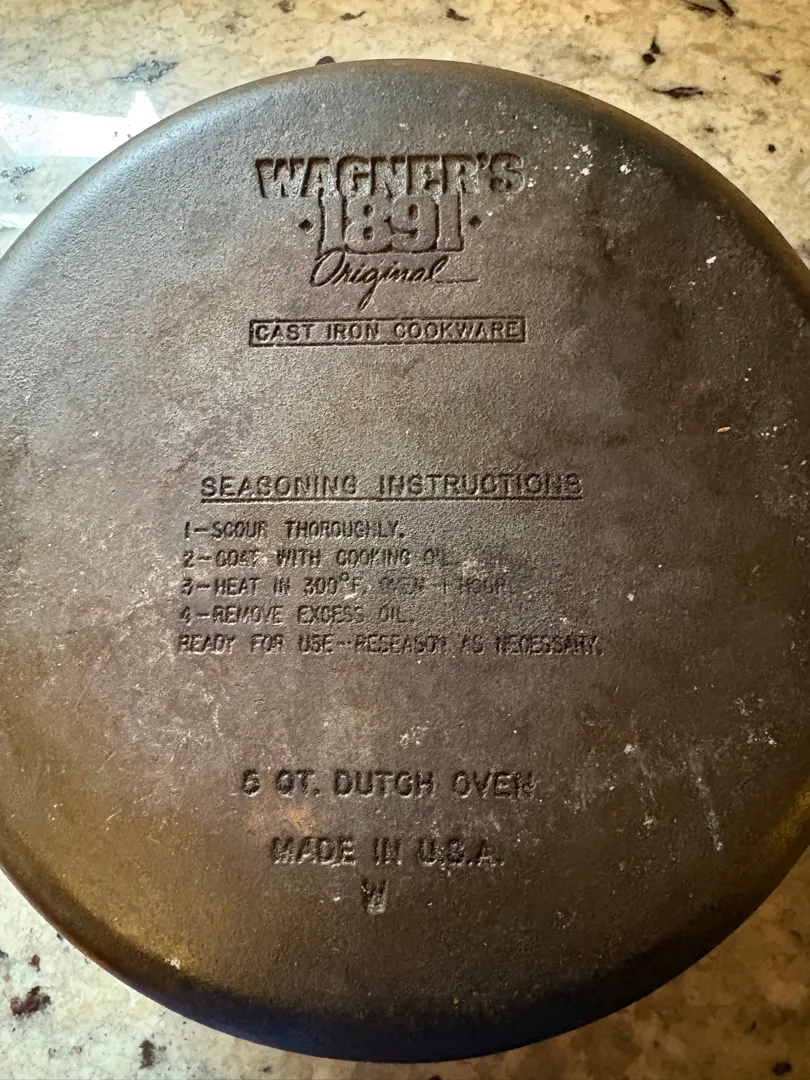 WAGNER'S
·1891·
Original
CAST IRON COOKWARE
SEASONING INSTRUCTIONS
1-SCOUR THOROUGHLY.
2-COAT WITH COOKING OIL.
3-HEAT IN 300°F. OVEN 1 HOUR.
4-REMOVE EXCESS OIL.
READY FOR USE--RESEASON AS NECESSARY.
5 QT. DUTCH OVEN
MADE IN U.S.A.
W